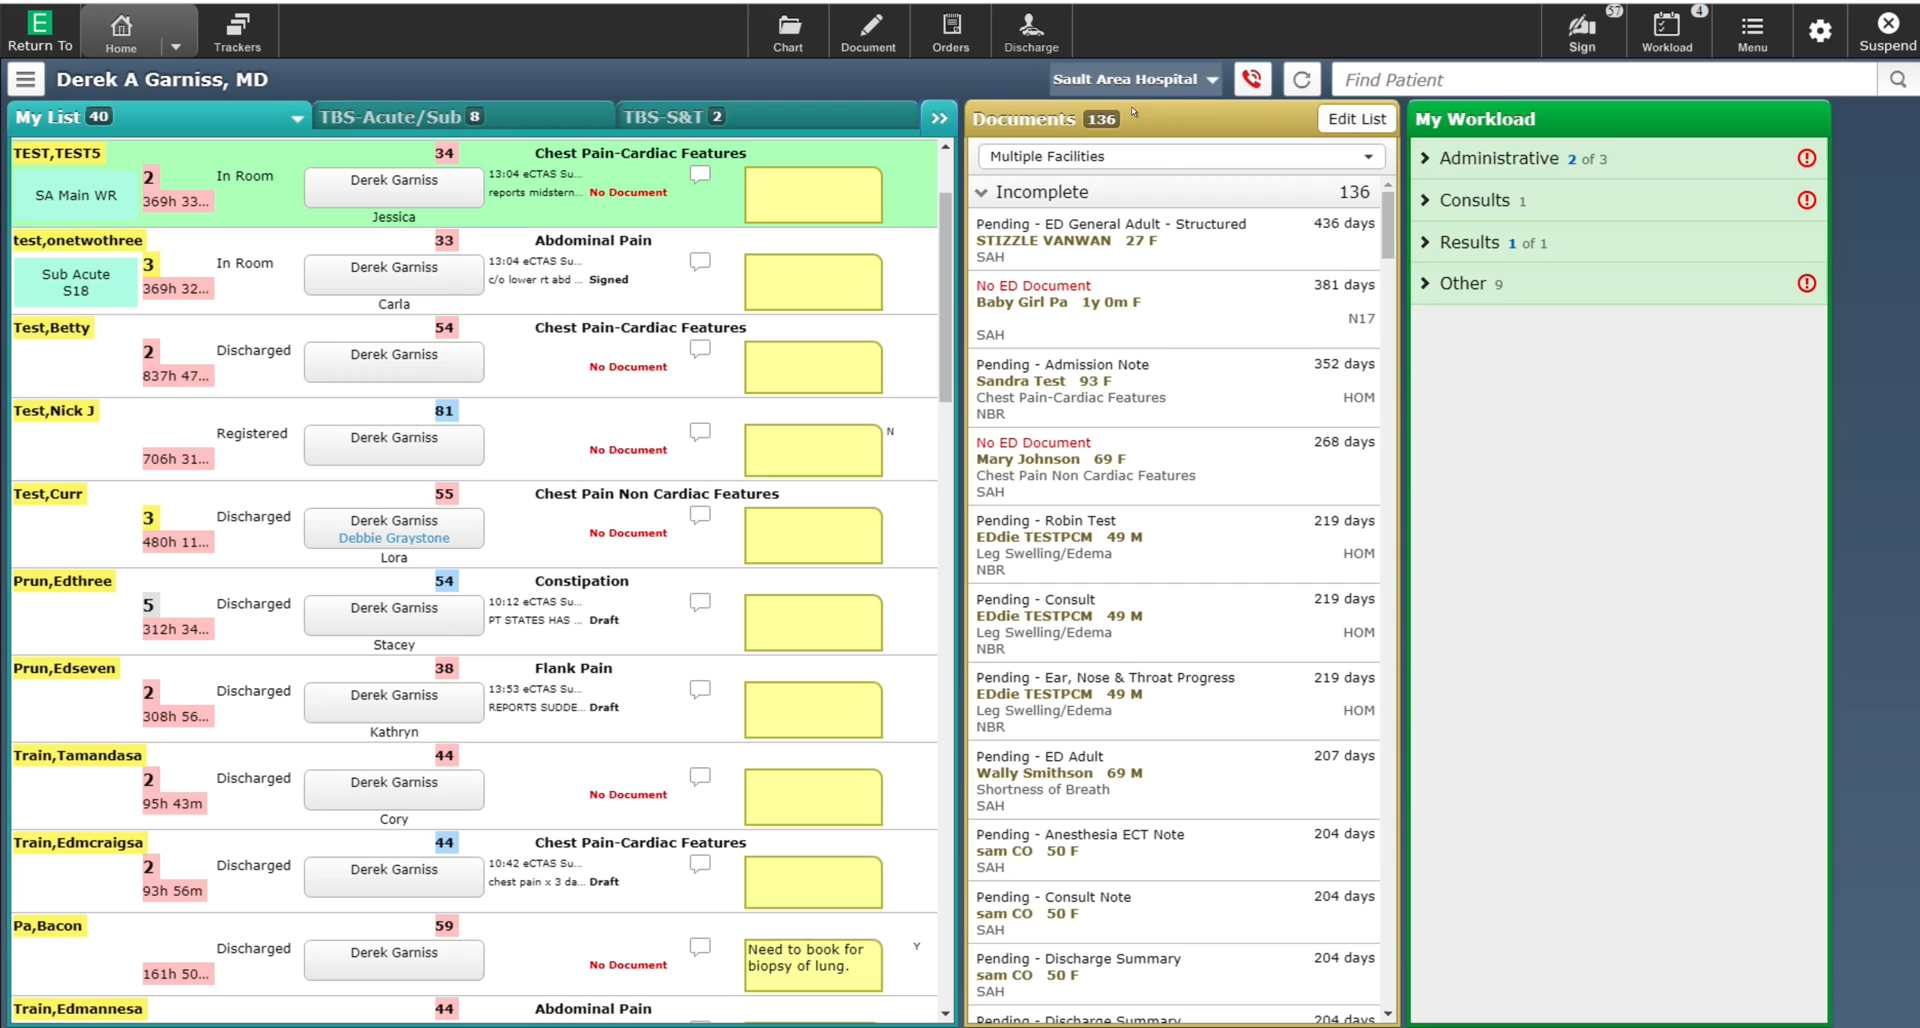 E
Return To
Home
Trackers
Chart
Document
Orders
Discharge
57
Sign
4
Workload
Menu
Suspend
Derek A Garniss, MD
Sault Area Hospital
Find Patient
My List 40
TBS-Acute/Sub 8
TBS-S&T 2
TEST,TEST5
34
Chest Pain-Cardiac Features
SA Main WR
2
369h 33...
In Room
Derek Garniss
Jessica
13:04 eCTAS Su...
reports midstern... No Document
test,onetwothree
33
Abdominal Pain
Sub Acute
S18
3
369h 32...
In Room
Derek Garniss
Carla
13:04 eCTAS Su...
c/o lower rt abd ... Signed
Test,Betty
54
Chest Pain-Cardiac Features
2
837h 47...
Discharged
Derek Garniss
No Document
Test,Nick J
81
Registered
706h 31...
Derek Garniss
No Document
N
Test,Curr
55
Chest Pain Non Cardiac Features
3
480h 11...
Discharged
Derek Garniss
Debbie Graystone
Lora
No Document
Prun,Edthree
54
Constipation
5
312h 34...
Discharged
Derek Garniss
Stacey
10:12 eCTAS Su...
PT STATES HAS ... Draft
Prun,Edseven
38
Flank Pain
2
308h 56...
Discharged
Derek Garniss
Kathryn
13:53 eCTAS Su...
REPORTS SUDDE... Draft
Train,Tamandasa
44
2
95h 43m
Discharged
Derek Garniss
Cory
No Document
Train,Edmcraigsa
44
Chest Pain-Cardiac Features
2
93h 56m
Discharged
Derek Garniss
10:42 eCTAS Su...
chest pain x 3 da... Draft
Pa,Bacon
59
Discharged
161h 50...
Derek Garniss
No Document
Need to book for
biopsy of lung.
Y
Train,Edmannesa
44
Abdominal Pain
Documents 136
Edit List
Multiple Facilities
Incomplete 136
Pending - ED General Adult - Structured 436 days
STIZZLE VANWAN 27 F
SAH
No ED Document 381 days
Baby Girl Pa 1y 0m F
N17
SAH
Pending - Admission Note 352 days
Sandra Test 93 F
Chest Pain-Cardiac Features HOM
NBR
No ED Document 268 days
Mary Johnson 69 F
Chest Pain Non Cardiac Features
SAH
Pending - Robin Test 219 days
EDdie TESTPCM 49 M
Leg Swelling/Edema HOM
NBR
Pending - Consult 219 days
EDdie TESTPCM 49 M
Leg Swelling/Edema HOM
NBR
Pending - Ear, Nose & Throat Progress 219 days
EDdie TESTPCM 49 M
Leg Swelling/Edema HOM
NBR
Pending - ED Adult 207 days
Wally Smithson 69 M
Shortness of Breath
SAH
Pending - Anesthesia ECT Note 204 days
sam CO 50 F
SAH
Pending - Consult Note 204 days
sam CO 50 F
SAH
Pending - Discharge Summary 204 days
sam CO 50 F
SAH
Pending - Discharge Summary 204 days
My Workload
Administrative 2 of 3
Consults 1
Results 1 of 1
Other 9